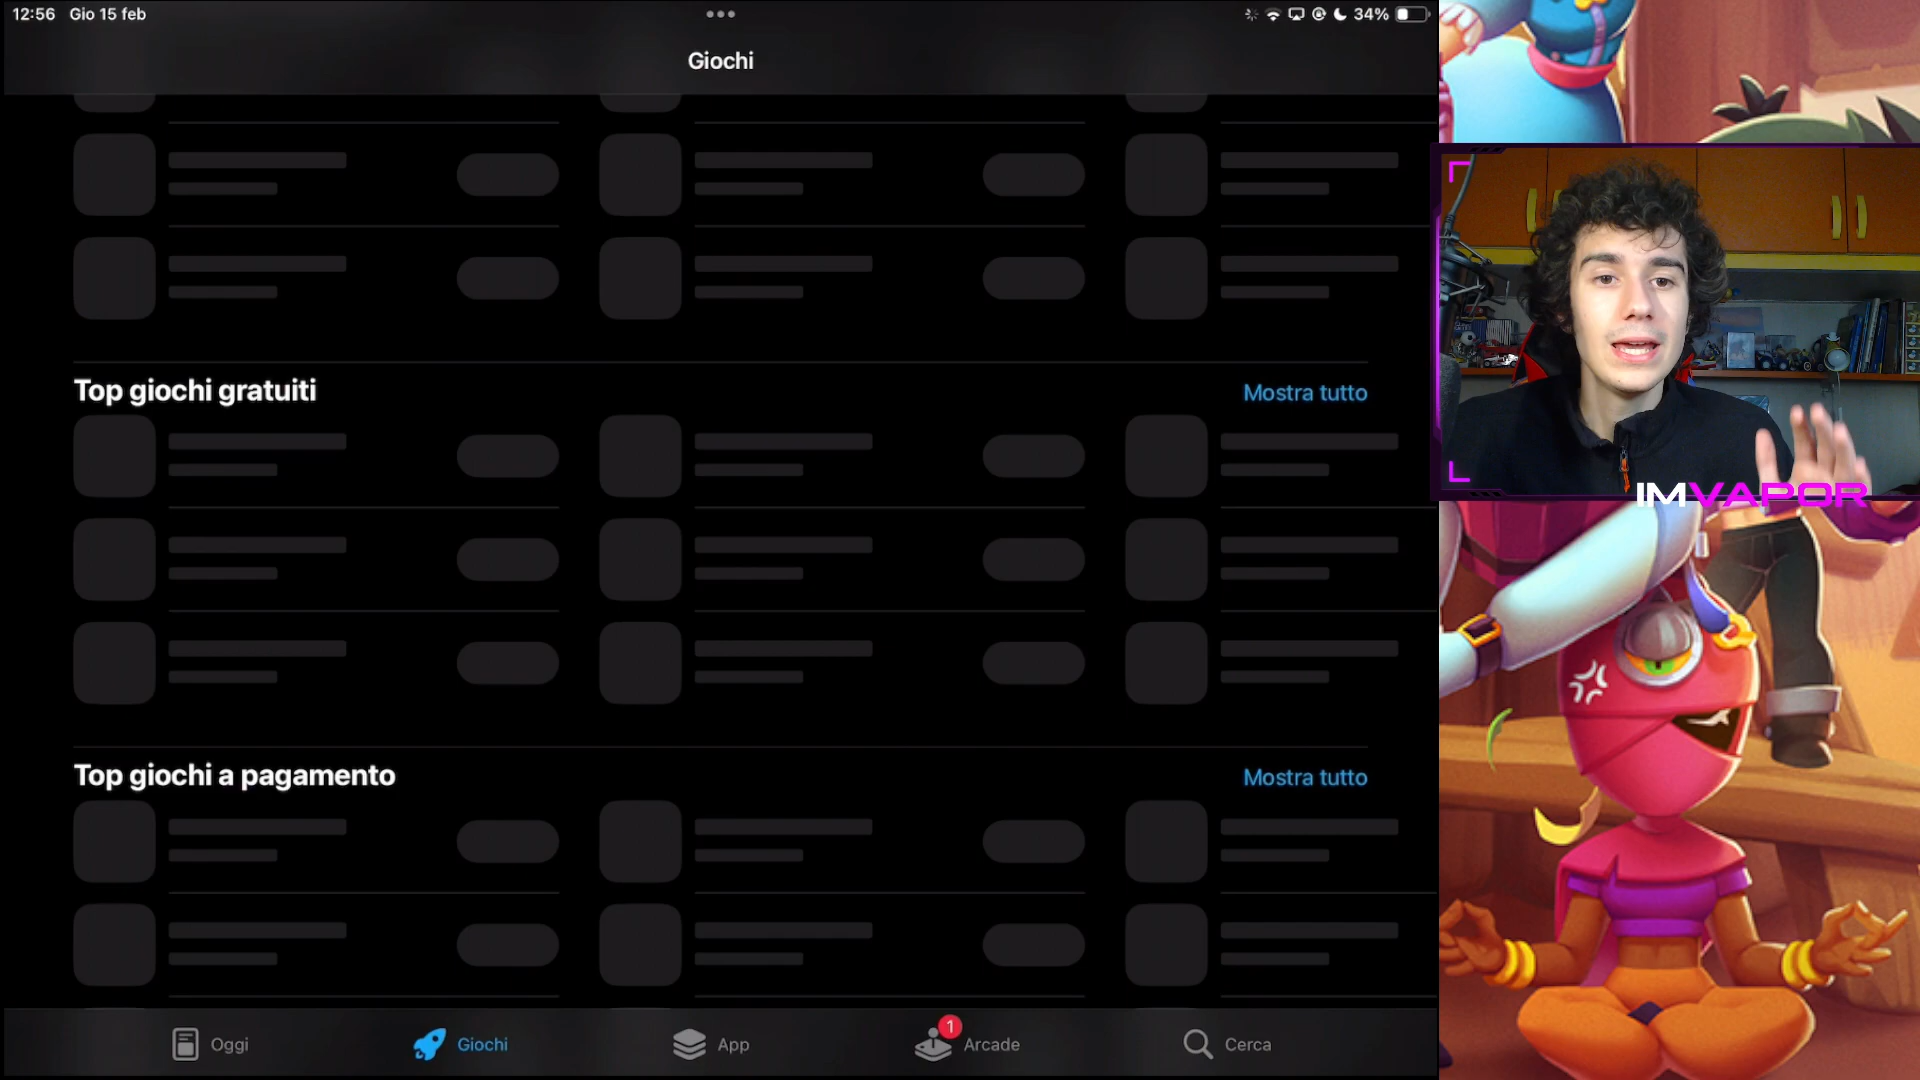 12:56 Gio 15 feb
34%
Giochi
Top giochi gratuiti
Mostra tutto
Top giochi a pagamento
Mostra tutto
IMVAPOR
Oggi
Giochi
App
1
Arcade
Cerca